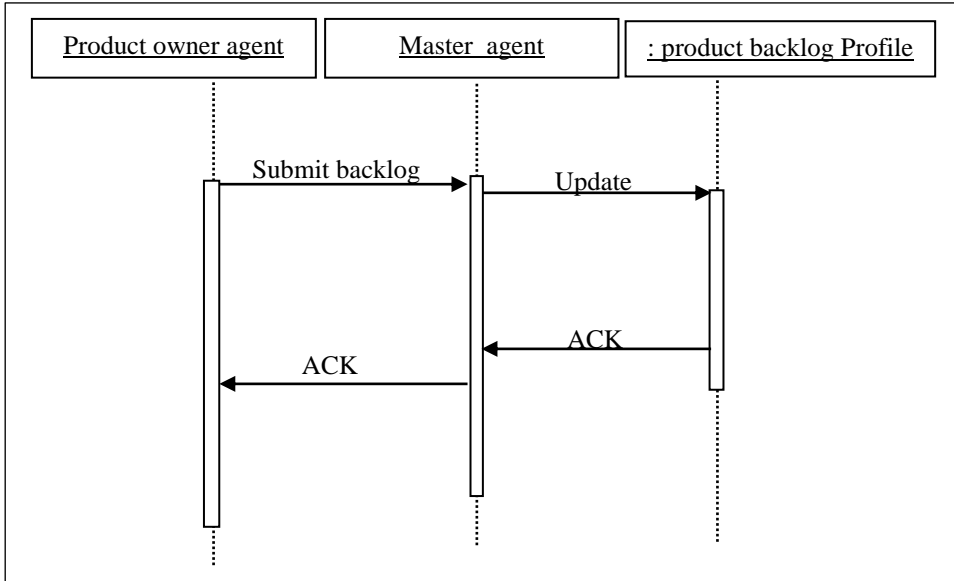 Product owner agent
Master  agent
: product backlog Profile
Submit backlog
Update
ACK
ACK